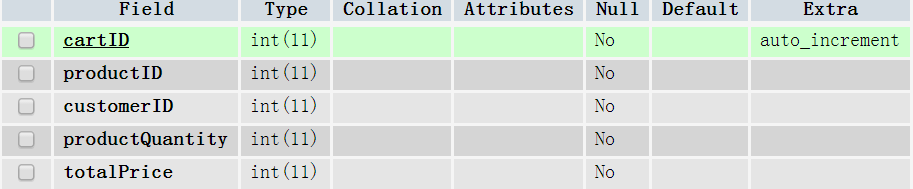 Field Type Collation Attributes Null Default Extra
cartID int(11) No auto_increment
productID int(11) No
customerID int(11) No
productQuantity int(11) No
totalPrice int(11) No